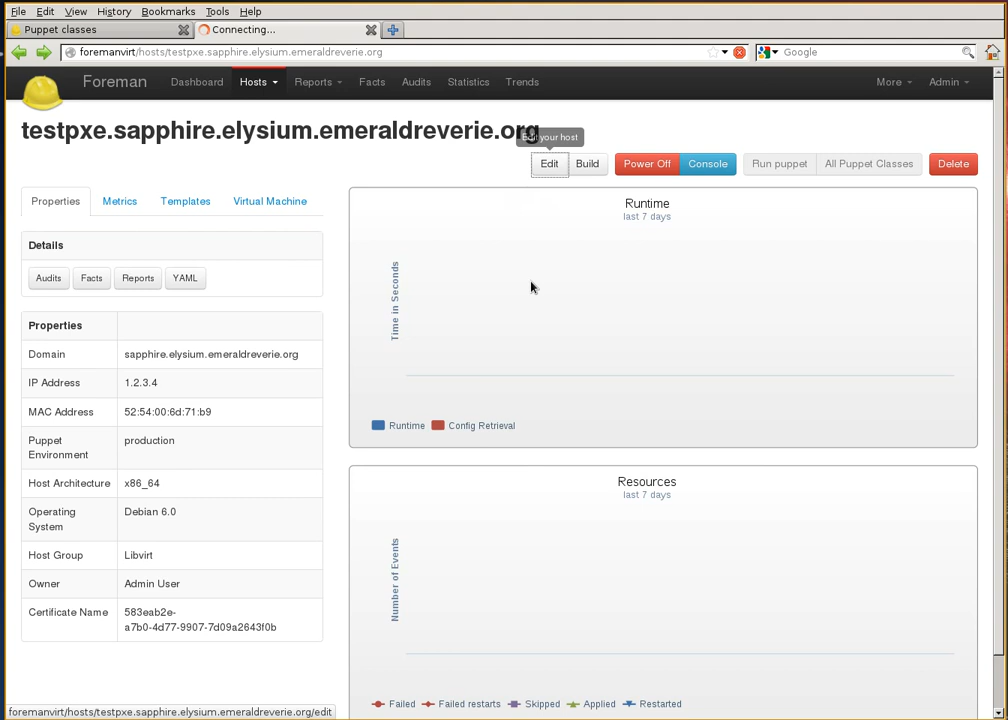 File Edit View History Bookmarks Tools Help
Puppet classes Connecting...
foremanvirt/hosts/testpxe.sapphire.elysium.emeraldreverie.org Google
Foreman Dashboard Hosts Reports Facts Audits Statistics Trends More Admin
testpxe.sapphire.elysium.emeraldreverie.org
your host
Edit Build Power Off Console Run puppet All Puppet Classes Delete
Properties Metrics Templates Virtual Machine
Details
Audits Facts Reports YAML
Properties
Domain sapphire.elysium.emeraldreverie.org
IP Address 1.2.3.4
MAC Address 52:54:00:6d:71:b9
Puppet Environment production
Host Architecture x86_64
Operating System Debian 6.0
Host Group Libvirt
Owner Admin User
Certificate Name 583eab2e-
a7b0-4d77-9907-7d09a2643f0b
Runtime
last 7 days
Time in Seconds
Runtime Config Retrieval
Resources
last 7 days
Number of Events
Failed Failed restarts Skipped Applied Restarted
foremanvirt/hosts/testpxe.sapphire.elysium.emeraldreverie.org/edit